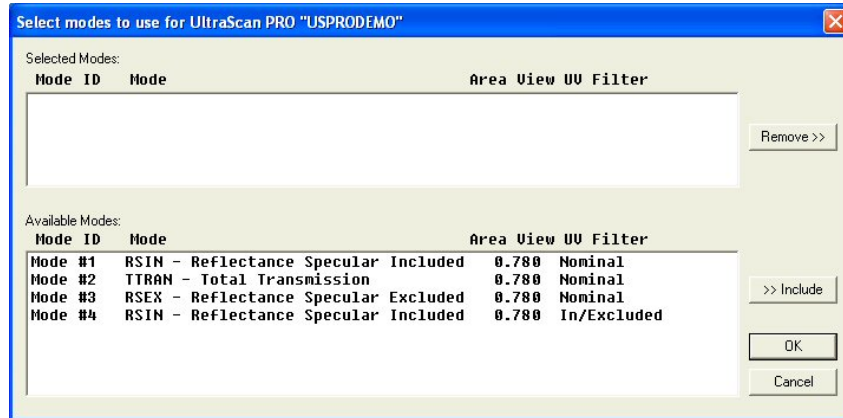 Select modes to use for UltraScan PRO "USPRODEMO"
Selected Modes:
Mode ID Mode Area View UV Filter
Remove >>
Available Modes:
Mode ID Mode Area View UV Filter
Mode #1 RSIN - Reflectance Specular Included 0.780 Nominal
Mode #2 TTRAN - Total Transmission 0.780 Nominal
Mode #3 RSEX - Reflectance Specular Excluded 0.780 Nominal
Mode #4 RSIN - Reflectance Specular Included 0.780 In/Excluded
>> Include
OK
Cancel